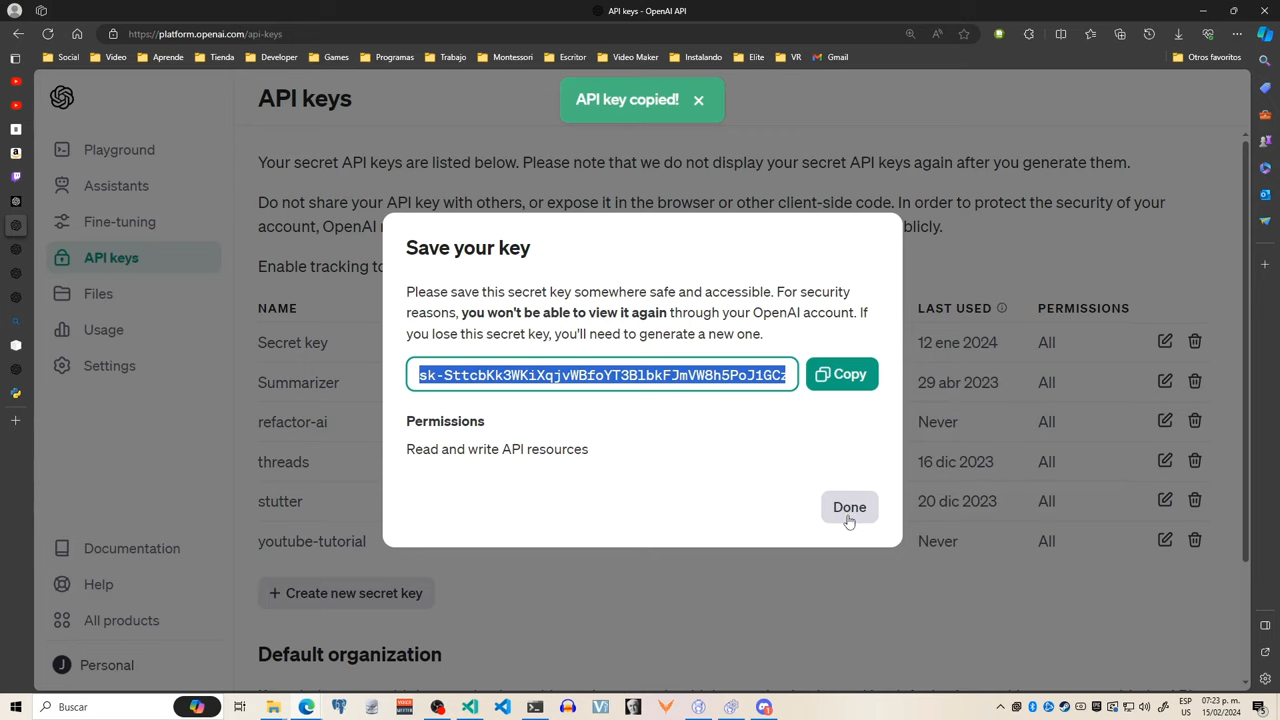 API keys - OpenAI API
https://platform.openai.com/api-keys
Social
Video
Aprende
Tienda
Developer
Games
Programas
Trabajo
Montessori
Escritor
Video Maker
Instalando
Elite
VR
Gmail
Otros favoritos
API keys
API key copied!
Playground
Assistants
Fine-tuning
API keys
Files
Usage
Settings
Documentation
Help
All products
J Personal
Your secret API keys are listed below. Please note that we do not display your secret API keys again after you generate them.
Do not share your API key with others, or expose it in the browser or other client-side code. In order to protect the security of your
account, OpenAI
blicly.
Enable tracking to
NAME
LAST USED
PERMISSIONS
Secret key
12 ene 2024
All
Summarizer
29 abr 2023
All
refactor-ai
Never
All
threads
16 dic 2023
All
stutter
20 dic 2023
All
youtube-tutorial
Never
All
+ Create new secret key
Default organization
Save your key
Please save this secret key somewhere safe and accessible. For security
reasons, you won't be able to view it again through your OpenAI account. If
you lose this secret key, you'll need to generate a new one.
sk-SttcbKk3WKiXqjvWBfoYT3BlbkFJmVW8h5PoJ1GCz
Copy
Permissions
Read and write API resources
Done
Buscar
ESP
US
07:23 p. m.
15/02/2024